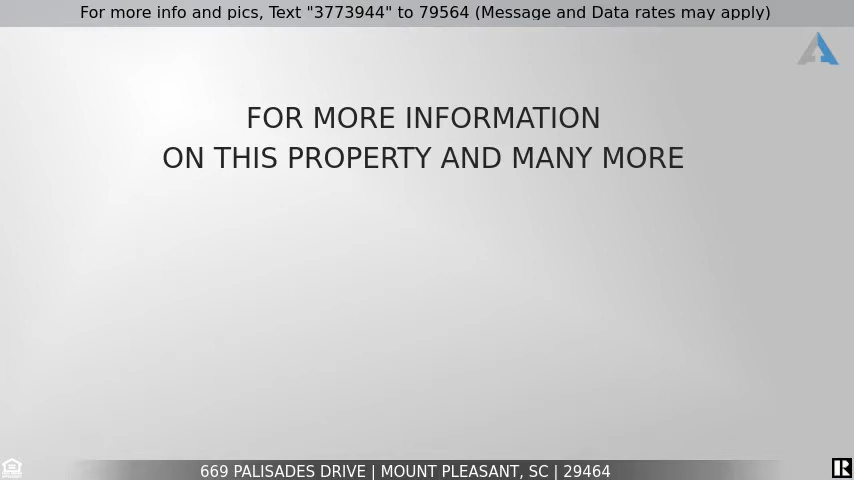 For more info and pics, Text "3773944" to 79564 (Message and Data rates may apply)
FOR MORE INFORMATION
ON THIS PROPERTY AND MANY MORE
669 PALISADES DRIVE | MOUNT PLEASANT, SC | 29464